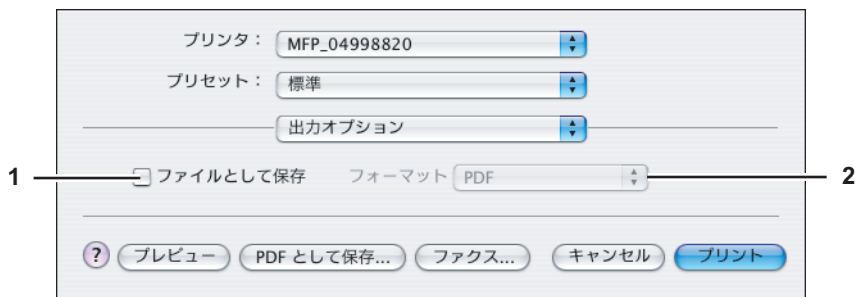 プリンタ： MFP_04998820
プリセット： 標準
出力オプション
1 ファイルとして保存 フォーマット PDF 2
? プレビュー PDF として保存... ファクス... キャンセル プリント